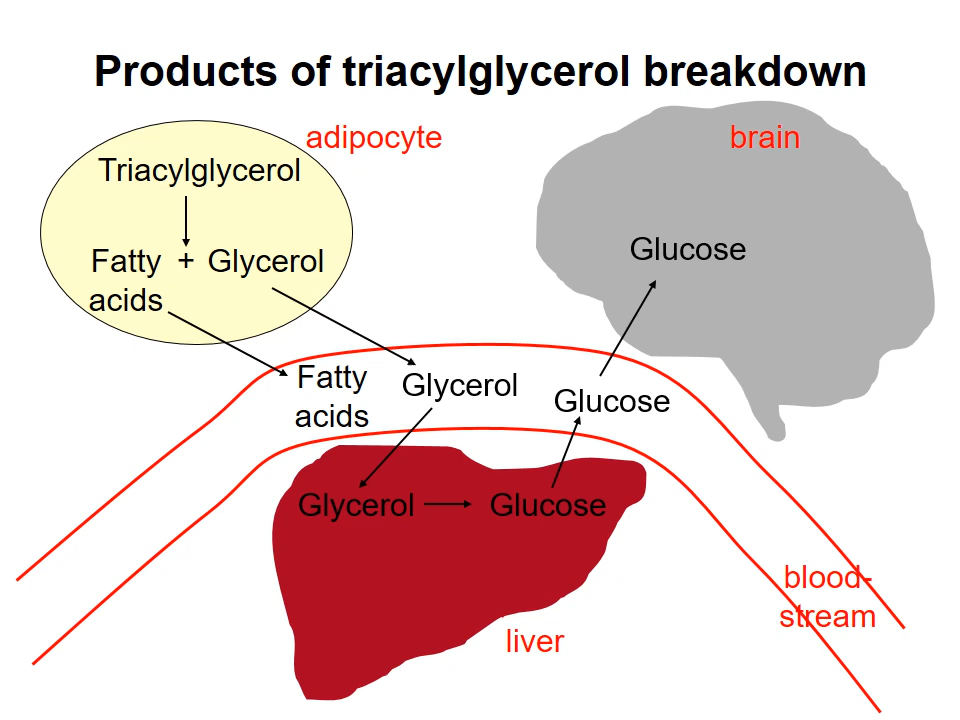 Products of triacylglycerol breakdown
adipocyte
brain
Triacylglycerol
Fatty + Glycerol
acids
Glucose
Fatty
acids
Glycerol
Glucose
Glycerol
Glucose
blood-
stream
liver